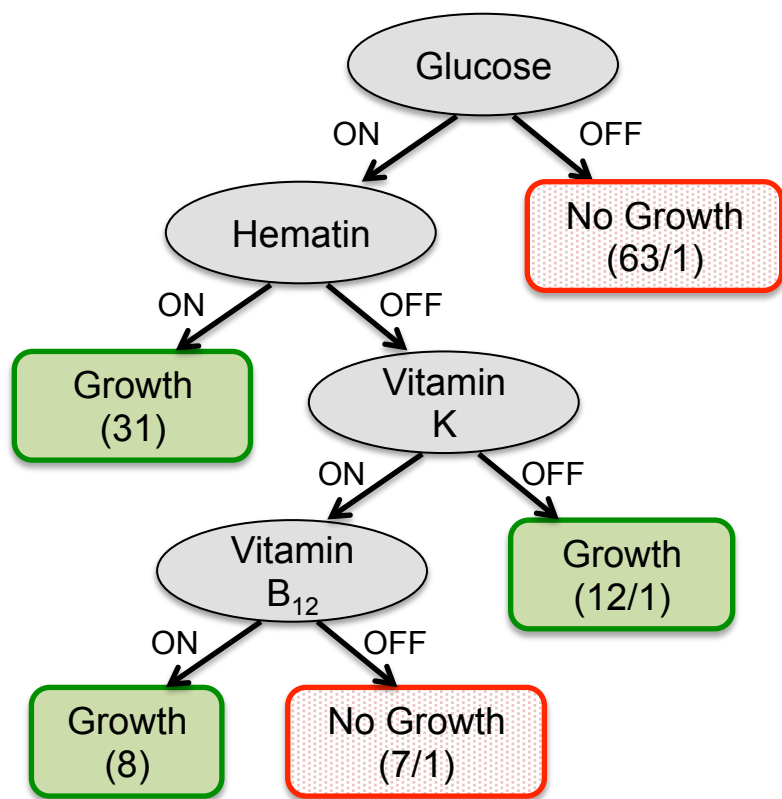 Glucose
ON
OFF
Hematin
No Growth
(63/1)
ON
OFF
Growth
(31)
Vitamin
K
ON
OFF
Vitamin
B₁₂
Growth
(12/1)
ON
OFF
Growth
(8)
No Growth
(7/1)